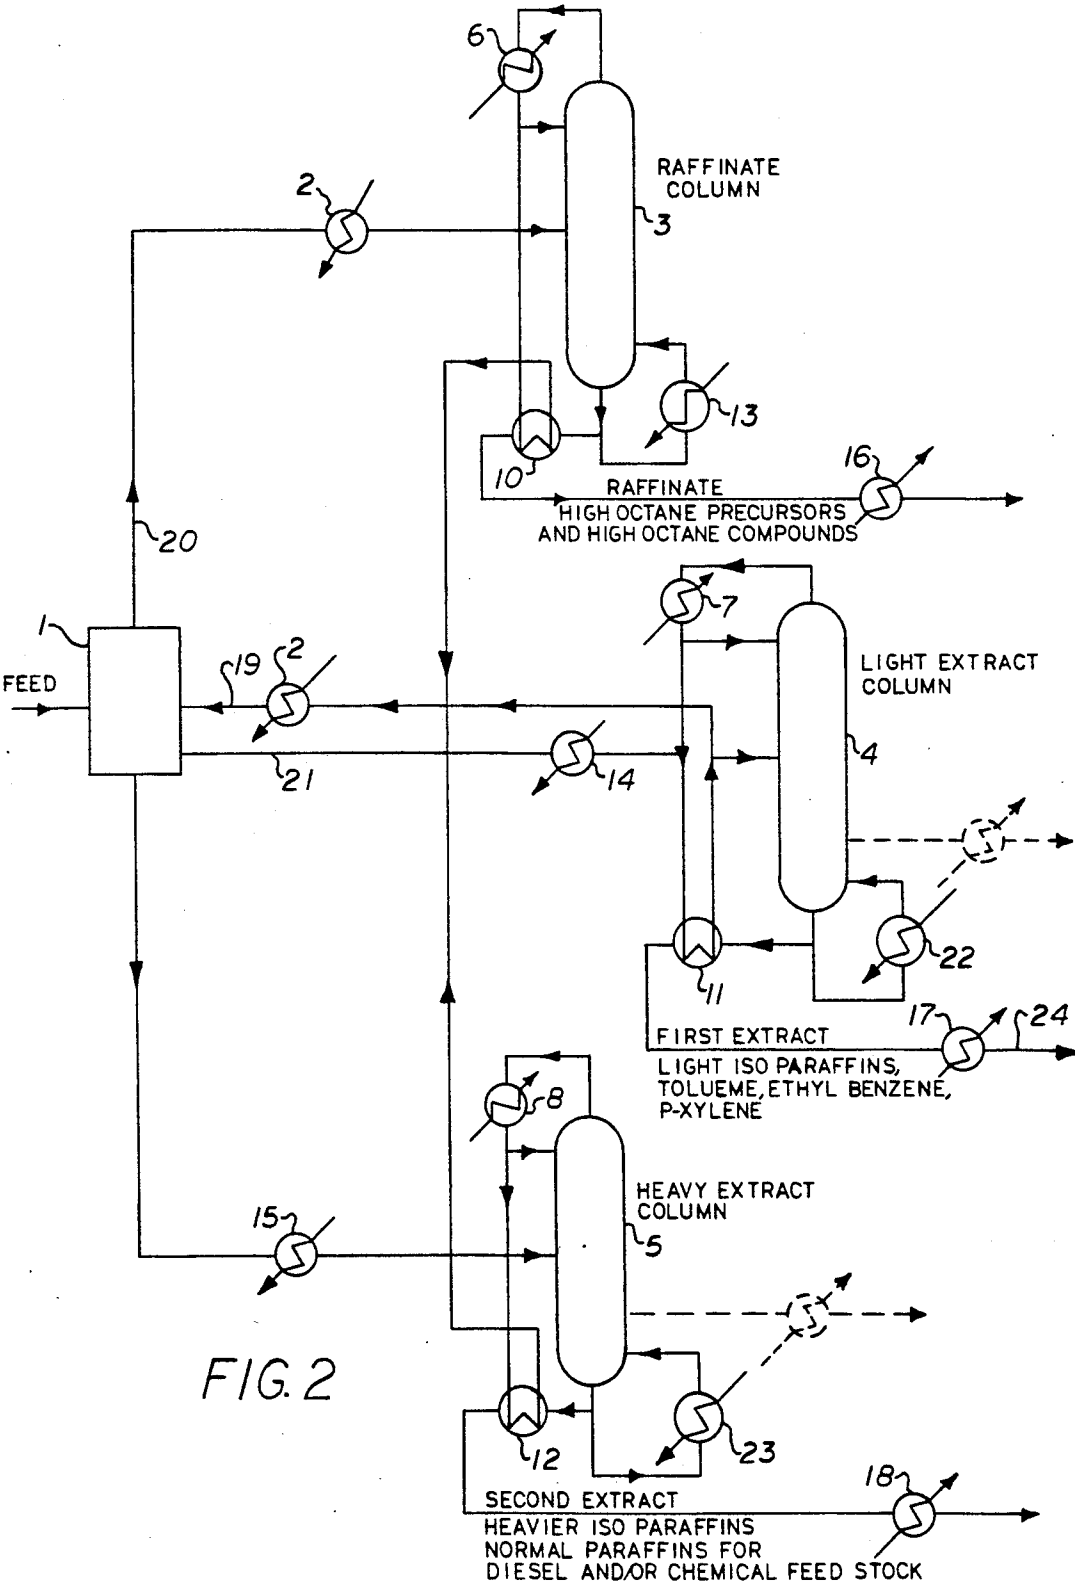 6
RAFFINATE
COLUMN
2
3
13
10
16
RAFFINATE
HIGH OCTANE PRECURSORS
AND HIGH OCTANE COMPOUNDS
20
7
1
19
2
LIGHT EXTRACT
COLUMN
FEED
4
21
14
22
11
17
24
FIRST EXTRACT
LIGHT ISO PARAFFINS,
TOLUEME, ETHYL BENZENE,
P-XYLENE
8
HEAVY EXTRACT
COLUMN
15
5
FIG. 2
12
23
18
SECOND EXTRACT
HEAVIER ISO PARAFFINS
NORMAL PARAFFINS FOR
DIESEL AND/OR CHEMICAL FEED STOCK